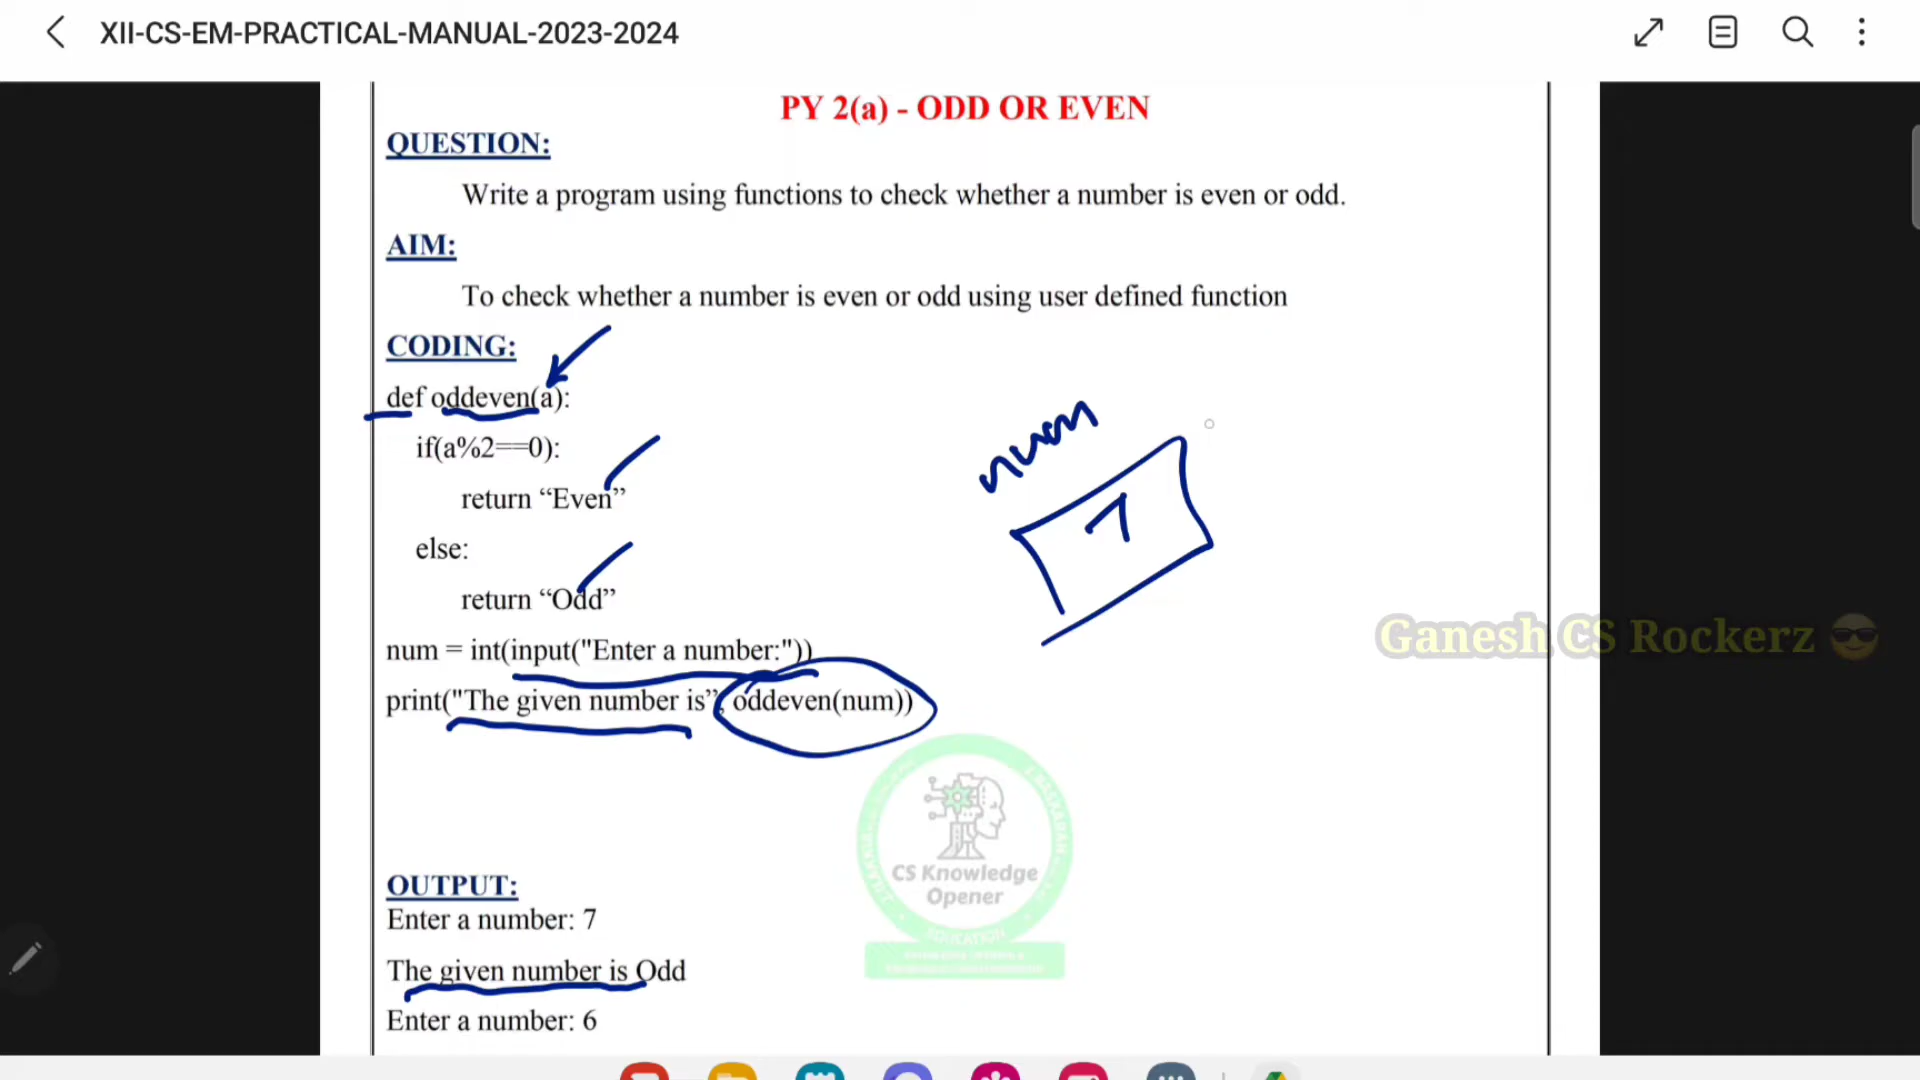 XII-CS-EM-PRACTICAL-MANUAL-2023-2024
PY 2(a) - ODD OR EVEN
QUESTION:
Write a program using functions to check whether a number is even or odd.
AIM:
To check whether a number is even or odd using user defined function
CODING:
def oddeven(a):
if(a%2==0):
return “Even”
else:
return “Odd”
num = int(input("Enter a number:"))
print("The given number is”, oddeven(num))
num
7
Ganesh CS Rockerz 😎
CS Knowledge
Opener
EDUCATION
OUTPUT:
Enter a number: 7
The given number is Odd
Enter a number: 6